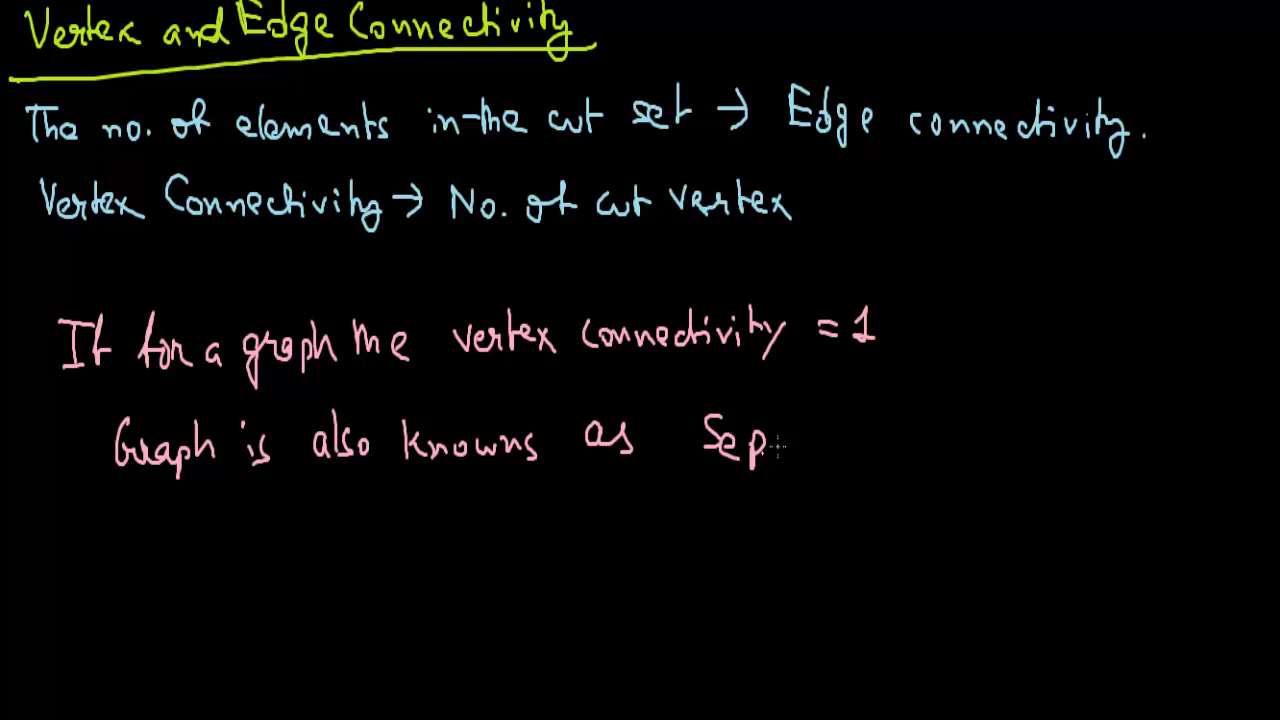 Vertex and Edge Connectivity
The no. of elements in the cut set → Edge connectivity.
Vertex Connectivity → No. of cut vertex
If for a graph the vertex connectivity = 1
Graph is also knowns as Sep